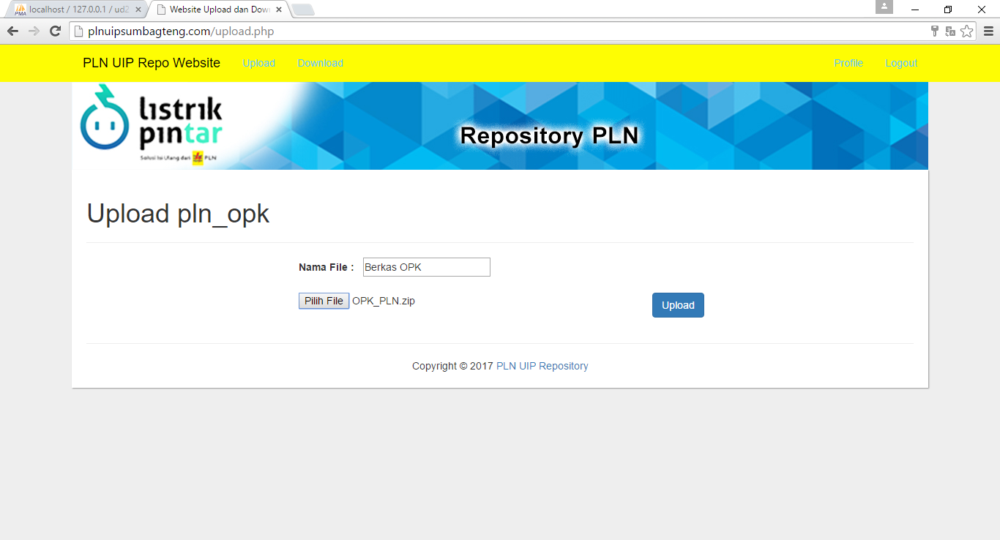 PMA localhost / 127.0.0.1 / ud2
Website Upload dan Dow
plnuipsumbagteng.com/upload.php
PLN UIP Repo Website Upload Download Profile Logout
listrik
pintar
Solusi Isi Ulang dari PLN
Repository PLN
Upload pln_opk
Nama File : Berkas OPK
Pilih File OPK_PLN.zip Upload
Copyright © 2017 PLN UIP Repository